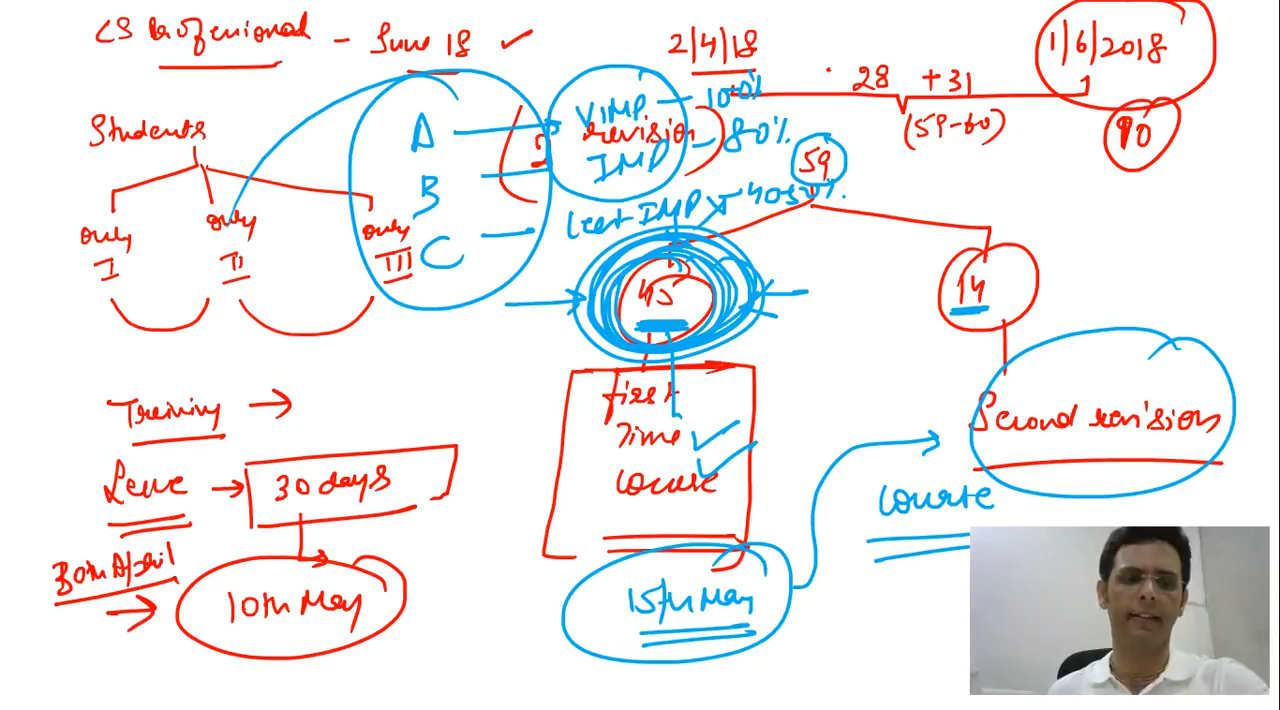 CS Professional - June 18
2/4/18
28 + 31
(59-60)
1/6/2018
90
Students
only
I
only
II
only
III
A
B
C
VIMP - 100%
revision
IMP - 80%
Least IMP
59
45
14
first
Time
course
15th May
Second revision
course
Training →
Leave → 30 days
30th April
10th May